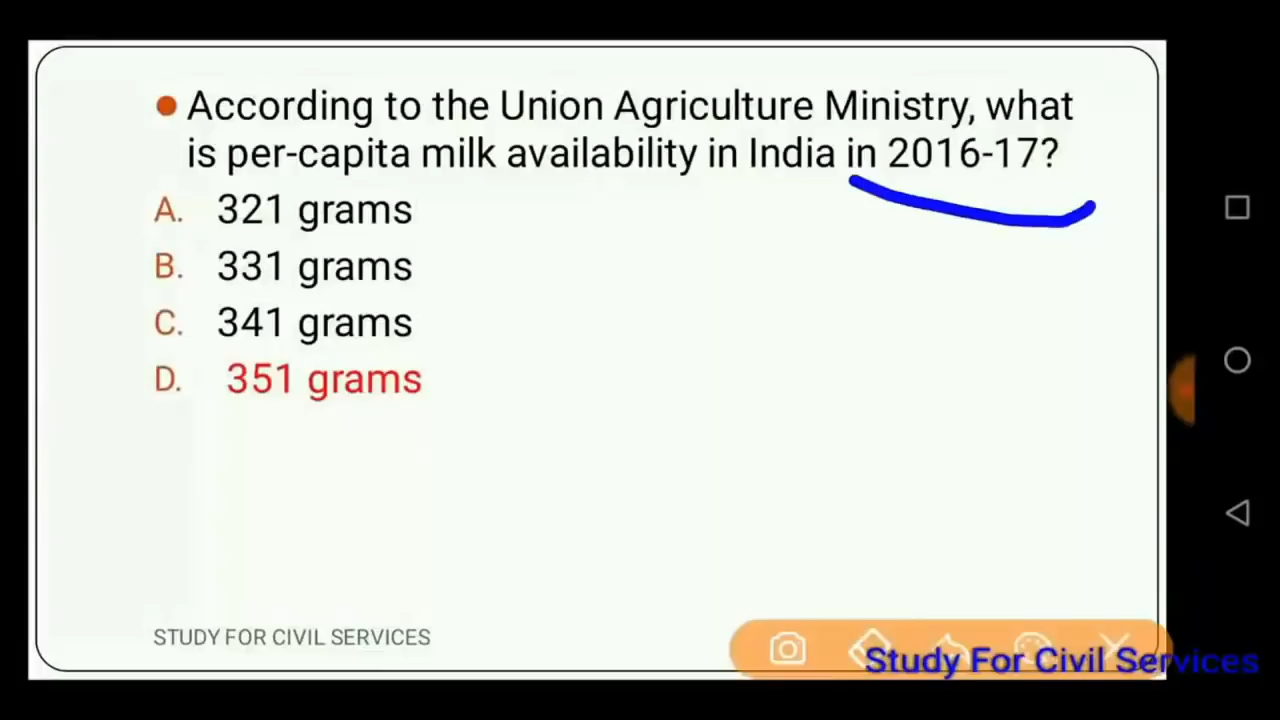 According to the Union Agriculture Ministry, what
is per-capita milk availability in India in 2016-17?
A. 321 grams
B. 331 grams
C. 341 grams
D. 351 grams
STUDY FOR CIVIL SERVICES
Study For Civil Services